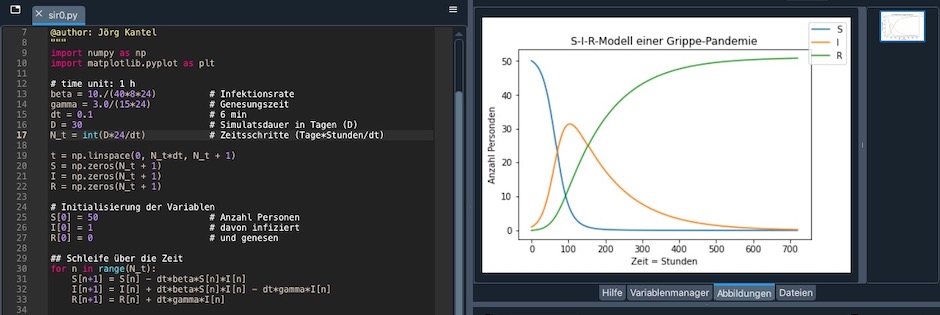 sir0.py
7 @author: Jörg Kantel
8 """
9 import numpy as np
10 import matplotlib.pyplot as plt
11
12 # time unit: 1 h
13 beta = 10./(40*8*24) # Infektionsrate
14 gamma = 3.0/(15*24) # Genesungszeit
15 dt = 0.1 # 6 min
16 D = 30 # Simulatsdauer in Tagen (D)
17 N_t = int(D*24/dt) # Zeitsschritte (Tage*Stunden/dt)
18
19 t = np.linspace(0, N_t*dt, N_t + 1)
20 S = np.zeros(N_t + 1)
21 I = np.zeros(N_t + 1)
22 R = np.zeros(N_t + 1)
23
24 # Initialisierung der Variablen
25 S[0] = 50 # Anzahl Personen
26 I[0] = 1 # davon infiziert
27 R[0] = 0 # und genesen
28
29 ## Schleife über die Zeit
30 for n in range(N_t):
31 S[n+1] = S[n] - dt*beta*S[n]*I[n]
32 I[n+1] = I[n] + dt*beta*S[n]*I[n] - dt*gamma*I[n]
33 R[n+1] = R[n] + dt*gamma*I[n]
34
S-I-R-Modell einer Grippe-Pandemie
S
I
R
Anzahl Personden
50
40
30
20
10
0
0 100 200 300 400 500 600 700
Zeit = Stunden
Hilfe Variablenmanager Abbildungen Dateien